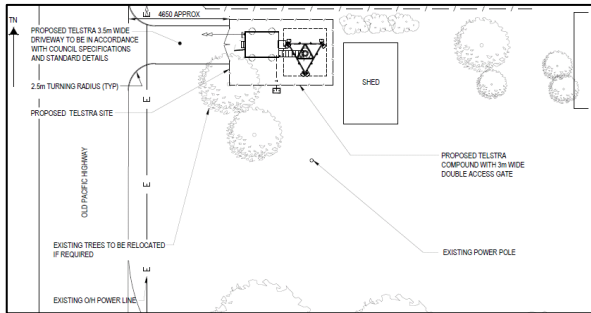 TN
4650 APPROX
PROPOSED TELSTRA 3.5m WIDE
DRIVEWAY TO BE IN ACCORDANCE
WITH COUNCIL SPECIFICATIONS
AND STANDARD DETAILS
2.5m TURNING RADIUS (TYP)
SHED
PROPOSED TELSTRA SITE
PROPOSED TELSTRA
COMPOUND WITH 3m WIDE
DOUBLE ACCESS GATE
OLD PACIFIC HIGHWAY
E
E
E
E
E
EXISTING TREES TO BE RELOCATED
IF REQUIRED
EXISTING POWER POLE
EXISTING O/H POWER LINE